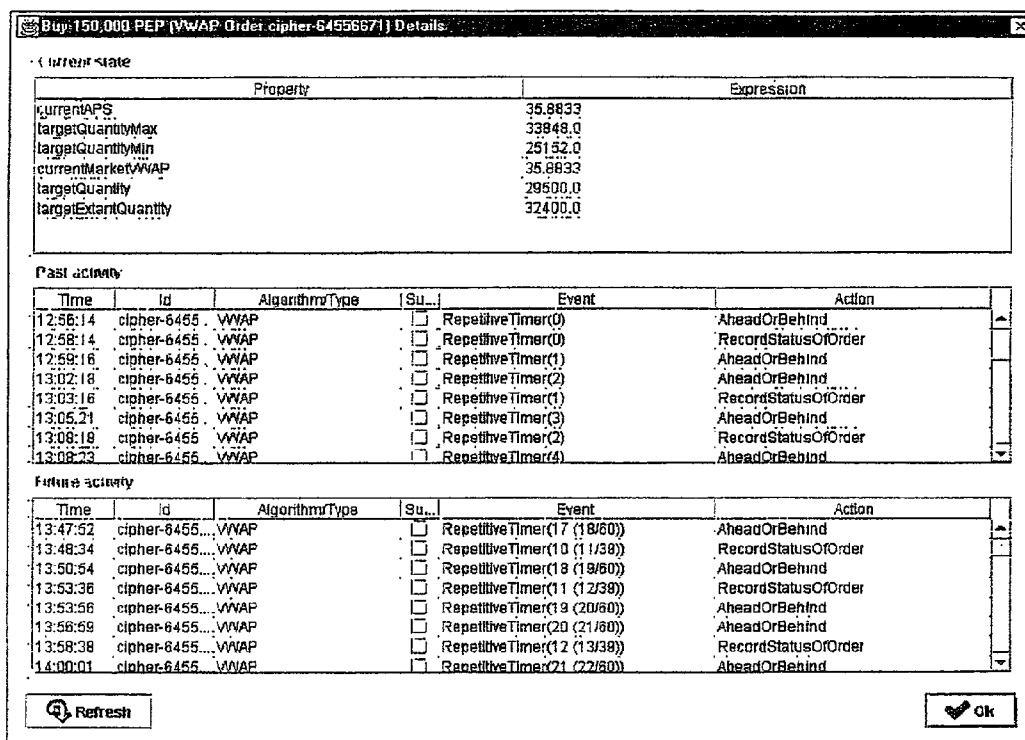 Buy 150,000 PEP (VWAP Order cipher-64556671) Details
Current state
Property Expression
currentAPS 35.8833
targetQuantityMax 33848.0
targetQuantityMin 25152.0
currentMarketVWAP 35.8833
targetQuantity 29500.0
targetExtantQuantity 32400.0
Past activity
Time Id Algorithm/Type Su... Event Action
12:56:14 cipher-6455 . VWAP RepetitiveTimer(0) AheadOrBehind
12:58:14 cipher-6455 . VWAP RepetitiveTimer(0) RecordStatusOfOrder
12:59:16 cipher-6455 . VWAP RepetitiveTimer(1) AheadOrBehind
13:02:18 cipher-6455 . VWAP RepetitiveTimer(2) AheadOrBehind
13:03:16 cipher-6455 . VWAP RepetitiveTimer(1) RecordStatusOfOrder
13:05:21 cipher-6455 . VWAP RepetitiveTimer(3) AheadOrBehind
13:08:18 cipher-6455 VWAP RepetitiveTimer(2) RecordStatusOfOrder
13:08:23 cipher-6455 VWAP RepetitiveTimer(4) AheadOrBehind
Future activity
Time Id Algorithm/Type Su... Event Action
13:47:52 cipher-6455... VWAP RepetitiveTimer(17 (18/60)) AheadOrBehind
13:48:34 cipher-6455... VWAP RepetitiveTimer(10 (11/38)) RecordStatusOfOrder
13:50:54 cipher-6455... VWAP RepetitiveTimer(18 (19/60)) AheadOrBehind
13:53:36 cipher-6455... VWAP RepetitiveTimer(11 (12/38)) RecordStatusOfOrder
13:53:56 cipher-6455... VWAP RepetitiveTimer(19 (20/60)) AheadOrBehind
13:56:59 cipher-6455... VWAP RepetitiveTimer(20 (21/60)) AheadOrBehind
13:58:38 cipher-6455... VWAP RepetitiveTimer(12 (13/38)) RecordStatusOfOrder
14:00:01 cipher-6455... VWAP RepetitiveTimer(21 (22/60)) AheadOrBehind
Refresh Ok